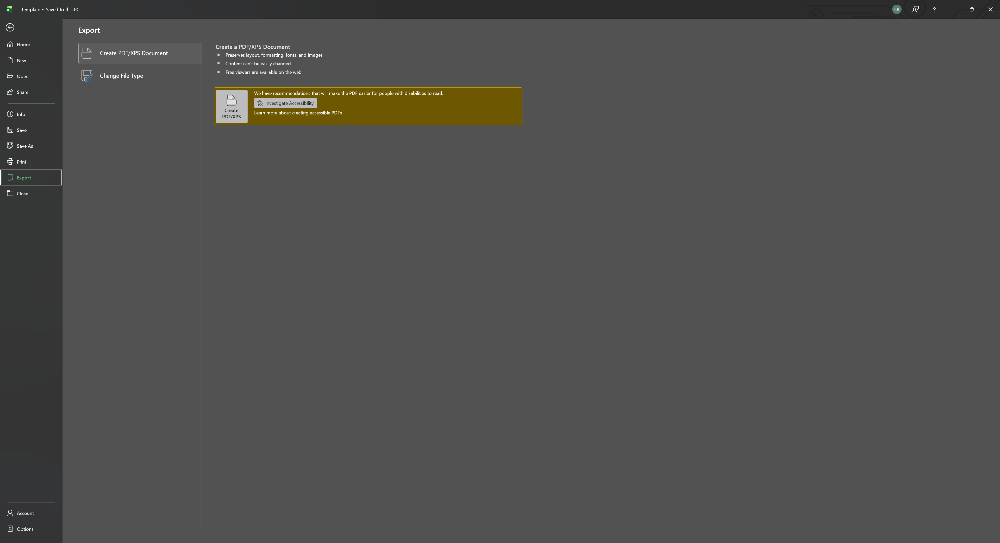 template • Saved to this PC
CB
?
Export
Home
New
Open
Share
Info
Save
Save As
Print
Export
Close
Account
Options
Create PDF/XPS Document
Change File Type
Create a PDF/XPS Document
Preserves layout, formatting, fonts, and images
Content can't be easily changed
Free viewers are available on the web
Create
PDF/XPS
We have recommendations that will make the PDF easier for people with disabilities to read.
Investigate Accessibility
Learn more about creating accessible PDFs